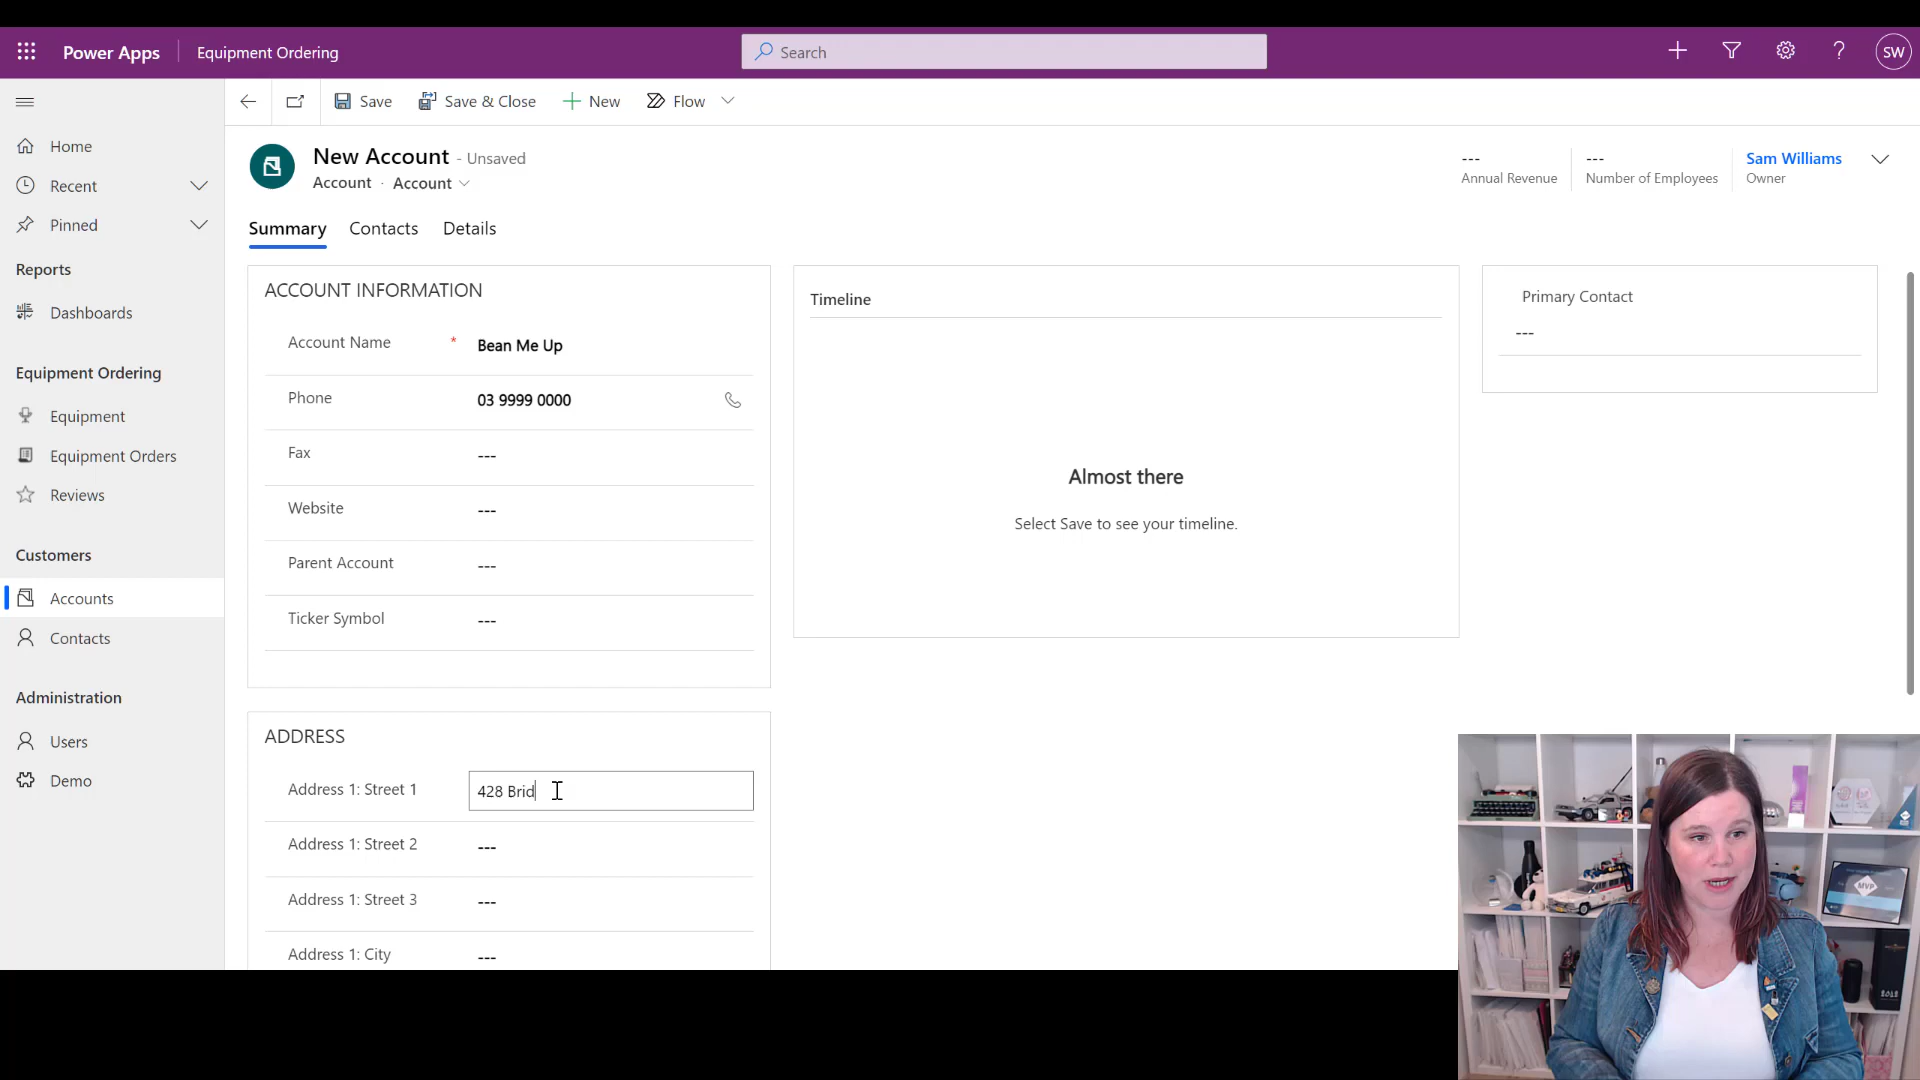 Power Apps
Equipment Ordering
Search
SW
Save
Save & Close
New
Flow
Home
Recent
Pinned
Reports
Dashboards
Equipment Ordering
Equipment
Equipment Orders
Reviews
Customers
Accounts
Contacts
Administration
Users
Demo
New Account - Unsaved
Account · Account
---
Annual Revenue
---
Number of Employees
Sam Williams
Owner
Summary
Contacts
Details
ACCOUNT INFORMATION
Account Name * Bean Me Up
Phone 03 9999 0000
Fax ---
Website ---
Parent Account ---
Ticker Symbol ---
ADDRESS
Address 1: Street 1 428 Brid
Address 1: Street 2 ---
Address 1: Street 3 ---
Address 1: City ---
Timeline
Almost there
Select Save to see your timeline.
Primary Contact
---
MVP